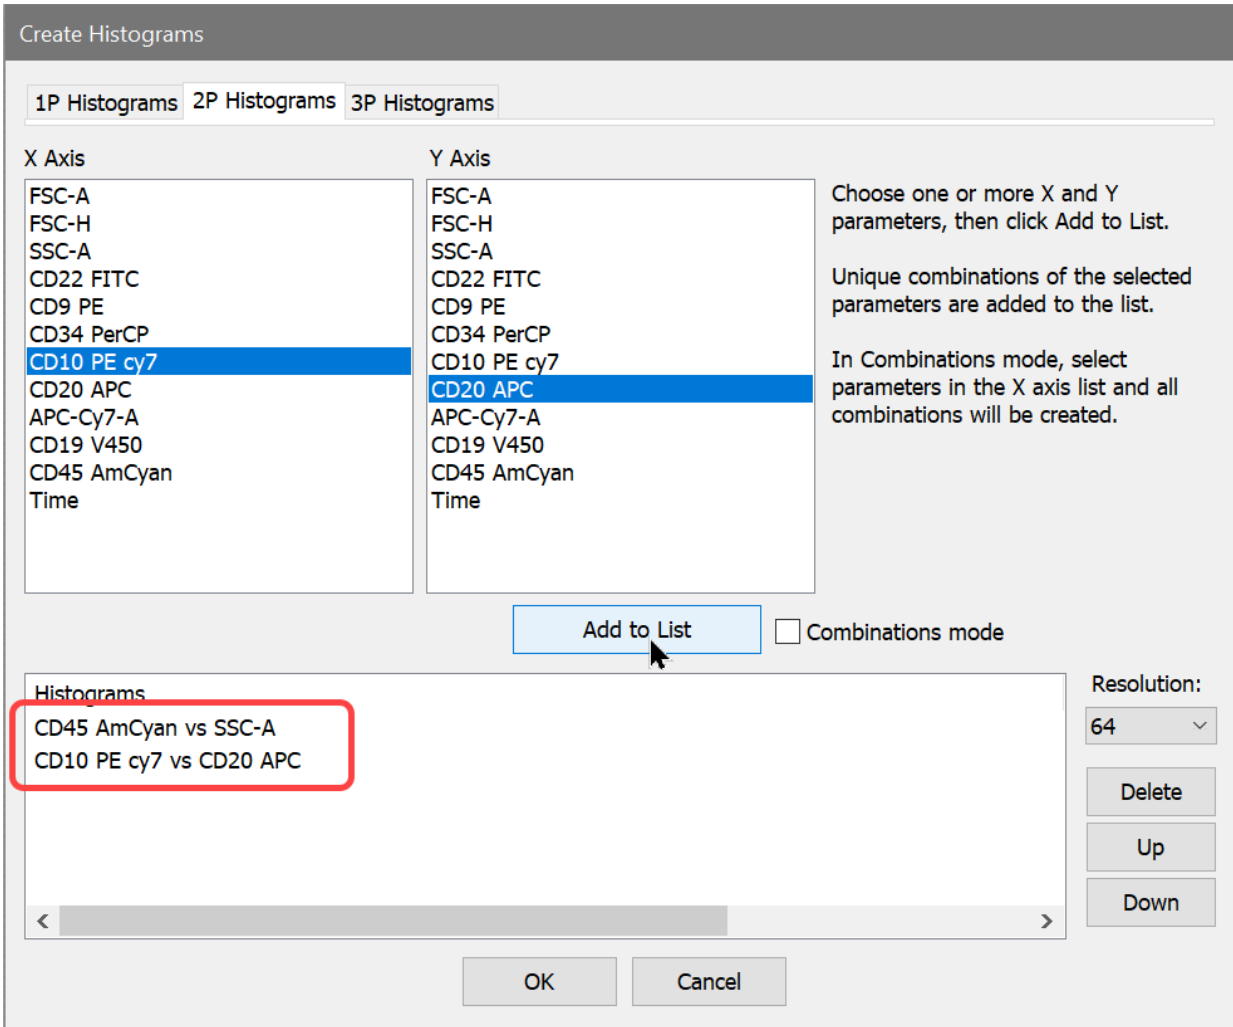 Create Histograms
1P Histograms 2P Histograms 3P Histograms
X Axis
FSC-A
FSC-H
SSC-A
CD22 FITC
CD9 PE
CD34 PerCP
CD10 PE cy7
CD20 APC
APC-Cy7-A
CD19 V450
CD45 AmCyan
Time
Y Axis
FSC-A
FSC-H
SSC-A
CD22 FITC
CD9 PE
CD34 PerCP
CD10 PE cy7
CD20 APC
APC-Cy7-A
CD19 V450
CD45 AmCyan
Time
Choose one or more X and Y
parameters, then click Add to List.
Unique combinations of the selected
parameters are added to the list.
In Combinations mode, select
parameters in the X axis list and all
combinations will be created.
Add to List
Combinations mode
Histograms
CD45 AmCyan vs SSC-A
CD10 PE cy7 vs CD20 APC
Resolution:
64
Delete
Up
Down
OK
Cancel